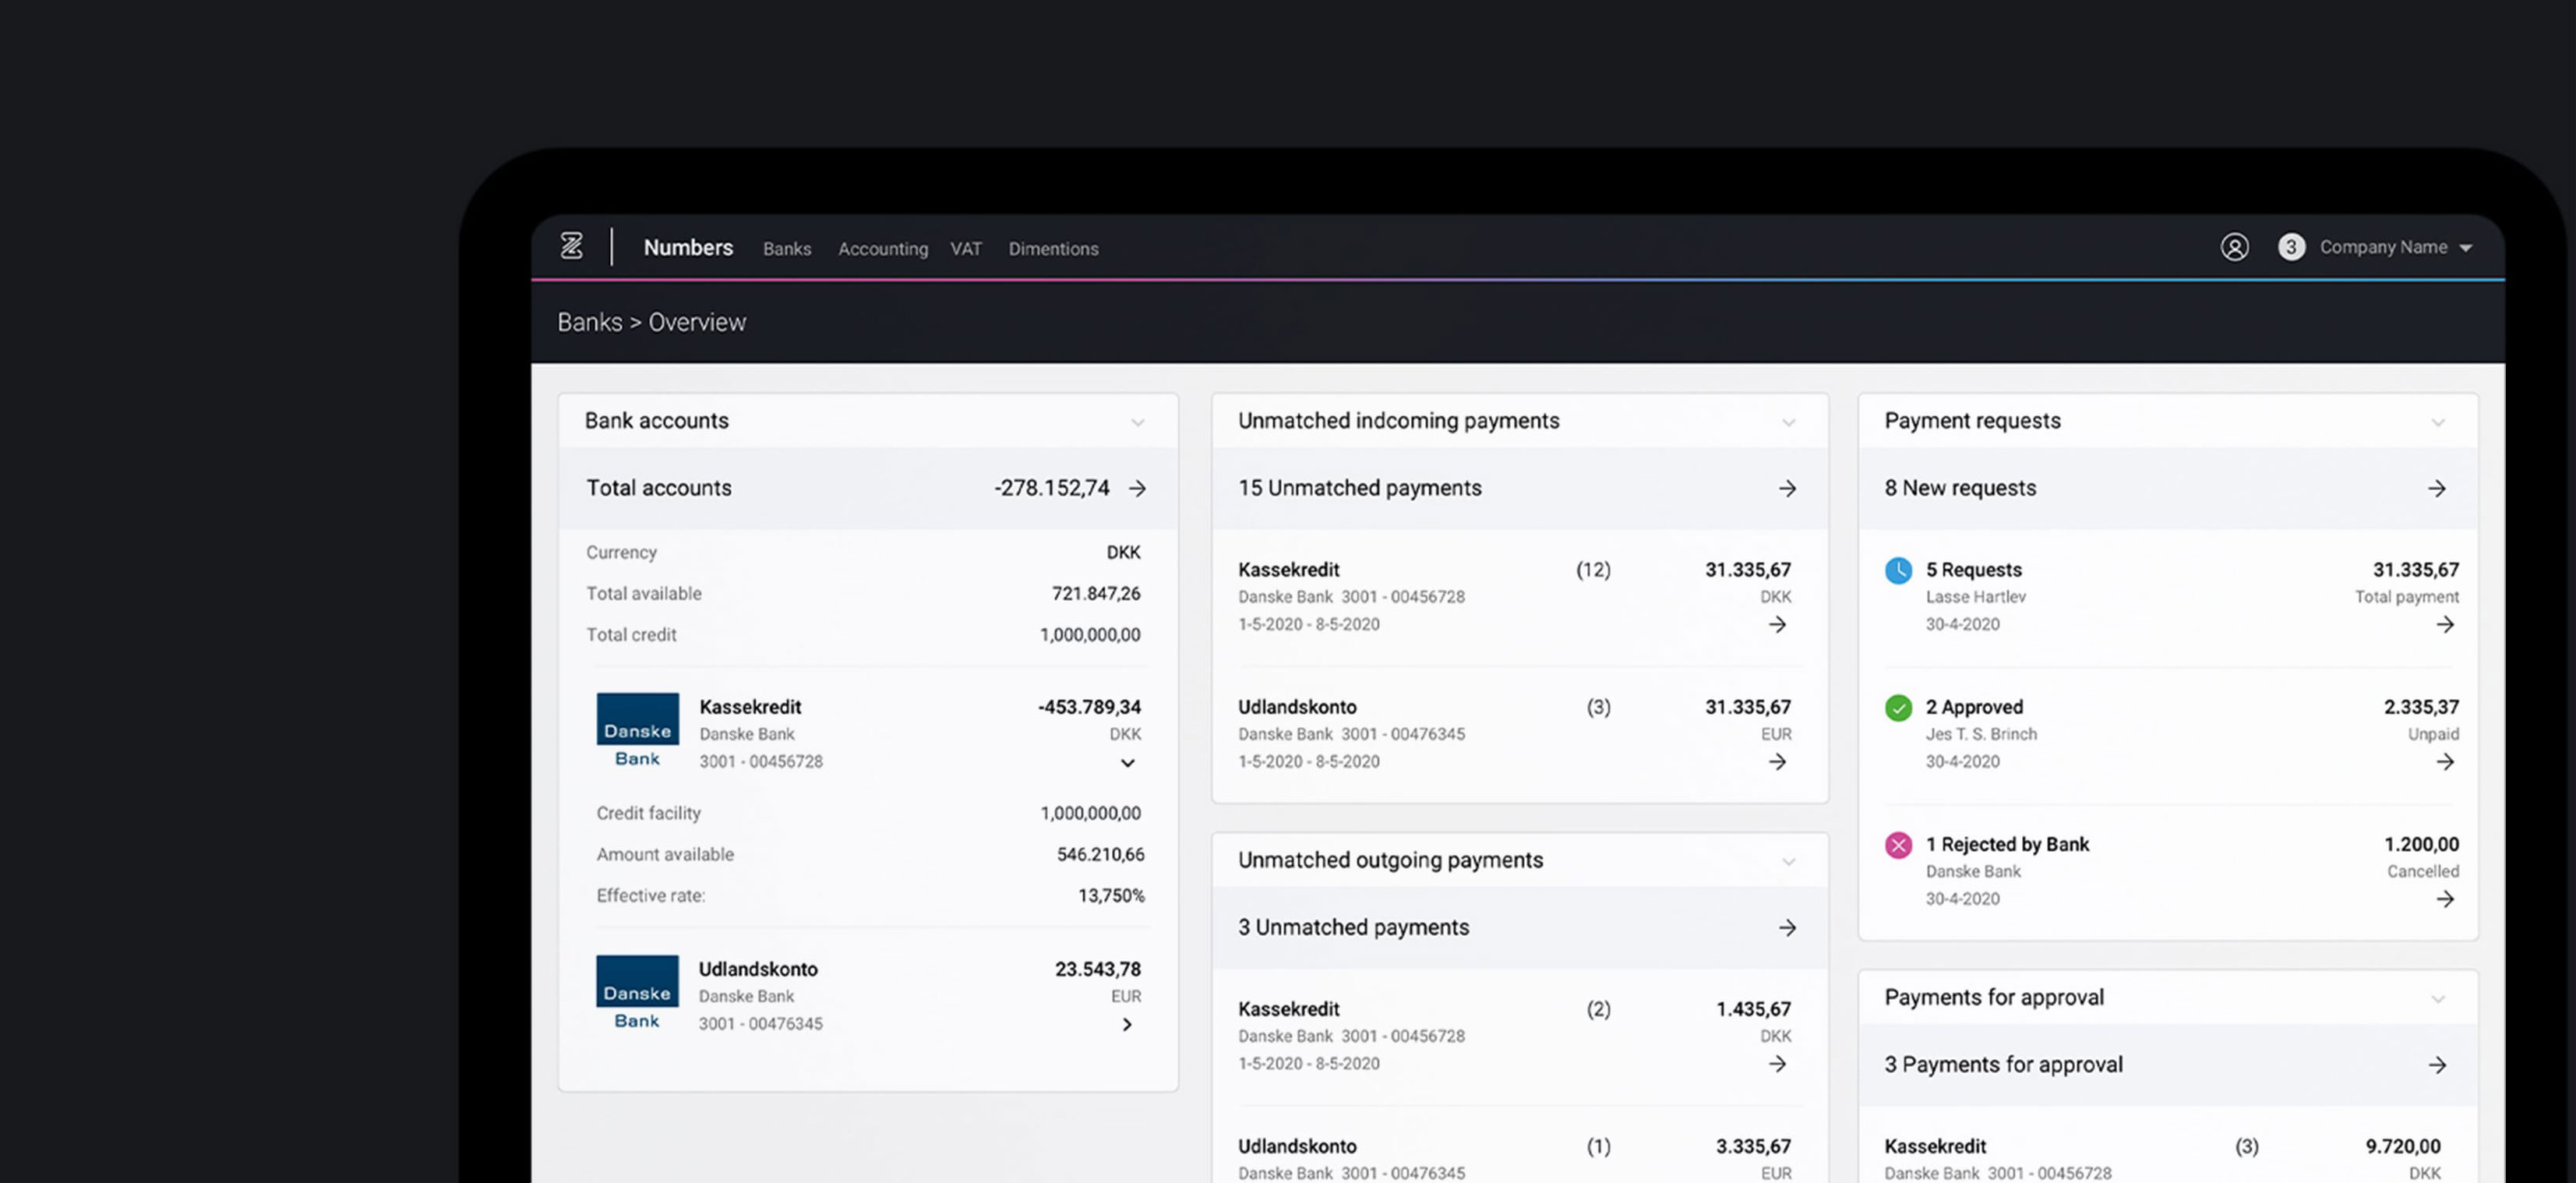 Numbers Banks Accounting VAT Dimentions
3 Company Name
Banks > Overview
Bank accounts
Total accounts -278.152,74
Currency DKK
Total available 721.847,26
Total credit 1,000,000,00
Danske Bank
Kassekredit -453.789,34
Danske Bank DKK
3001 - 00456728
Credit facility 1,000,000,00
Amount available 546.210,66
Effective rate: 13,750%
Danske Bank
Udlandskonto 23.543,78
Danske Bank EUR
3001 - 00476345
Unmatched indcoming payments
15 Unmatched payments
Kassekredit (12) 31.335,67
Danske Bank 3001 - 00456728 DKK
1-5-2020 - 8-5-2020
Udlandskonto (3) 31.335,67
Danske Bank 3001 - 00476345 EUR
1-5-2020 - 8-5-2020
Unmatched outgoing payments
3 Unmatched payments
Kassekredit (2) 1.435,67
Danske Bank 3001 - 00456728 DKK
1-5-2020 - 8-5-2020
Udlandskonto (1) 3.335,67
Danske Bank 3001 - 00476345 EUR
Payment requests
8 New requests
5 Requests 31.335,67
Lasse Hartlev Total payment
30-4-2020
2 Approved 2.335,37
Jes T. S. Brinch Unpaid
30-4-2020
1 Rejected by Bank 1.200,00
Danske Bank Cancelled
30-4-2020
Payments for approval
3 Payments for approval
Kassekredit (3) 9.720,00
Danske Bank 3001 - 00456728 DKK